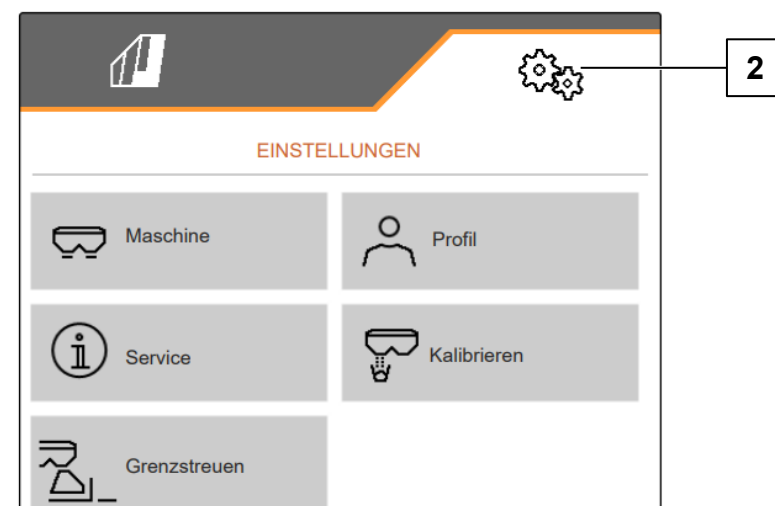 2
EINSTELLUNGEN
Maschine
Profil
Service
Kalibrieren
Grenzstreuen